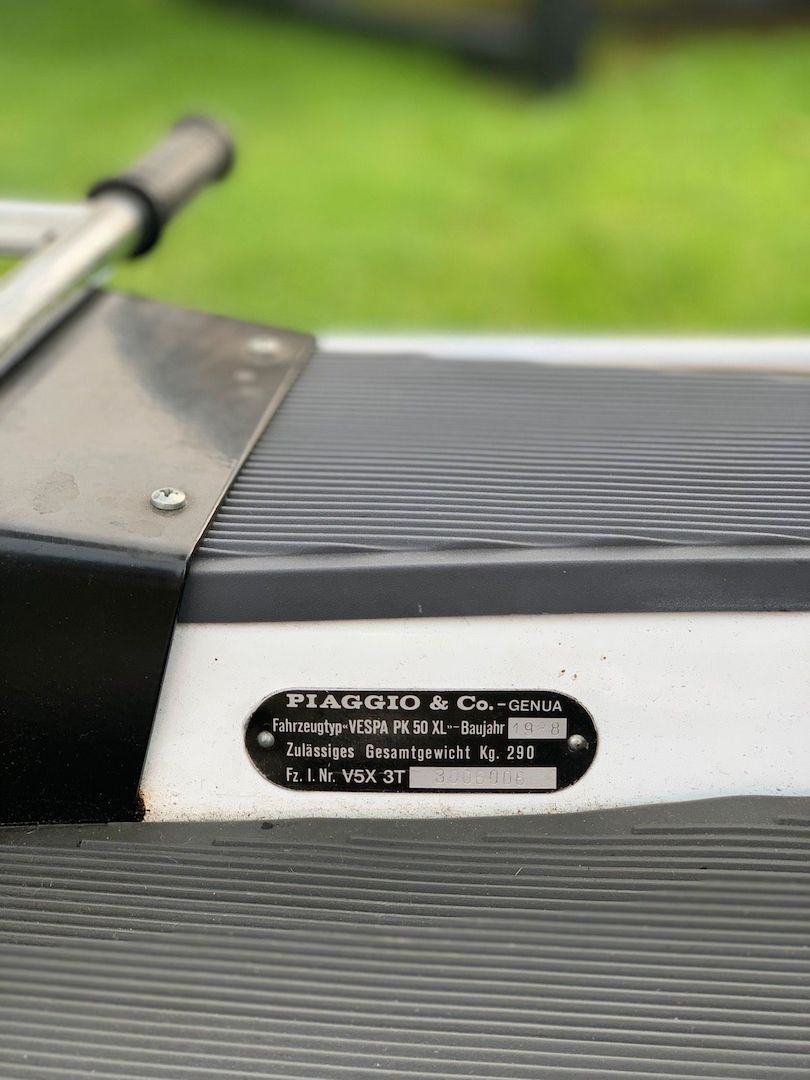 PIAGGIO & Co.-GENUA
Fahrzeugtyp«VESPA PK 50 XL»-Baujahr
Zulässiges Gesamtgewicht Kg. 290
Fz. I. Nr. V5X 3T